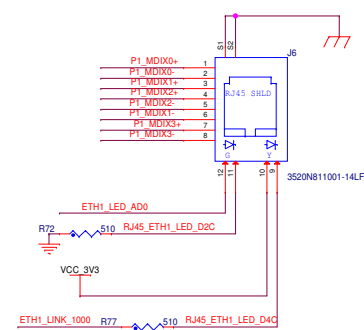 S1
S2
J6
P1_MDIX0+ 1
P1_MDIX0- 2
P1_MDIX1+ 3
P1_MDIX2+ 4
P1_MDIX2- 5
P1_MDIX1- 6
P1_MDIX3+ 7
P1_MDIX3- 8
RJ45 SHLD
G Y
12 11 10 9
3520N811001-14LF
ETH1_LED_AD0
R72 510 RJ45_ETH1_LED_D2C
VCC_3V3
ETH1_LINK_1000 R77 510 RJ45_ETH1_LED_D4C